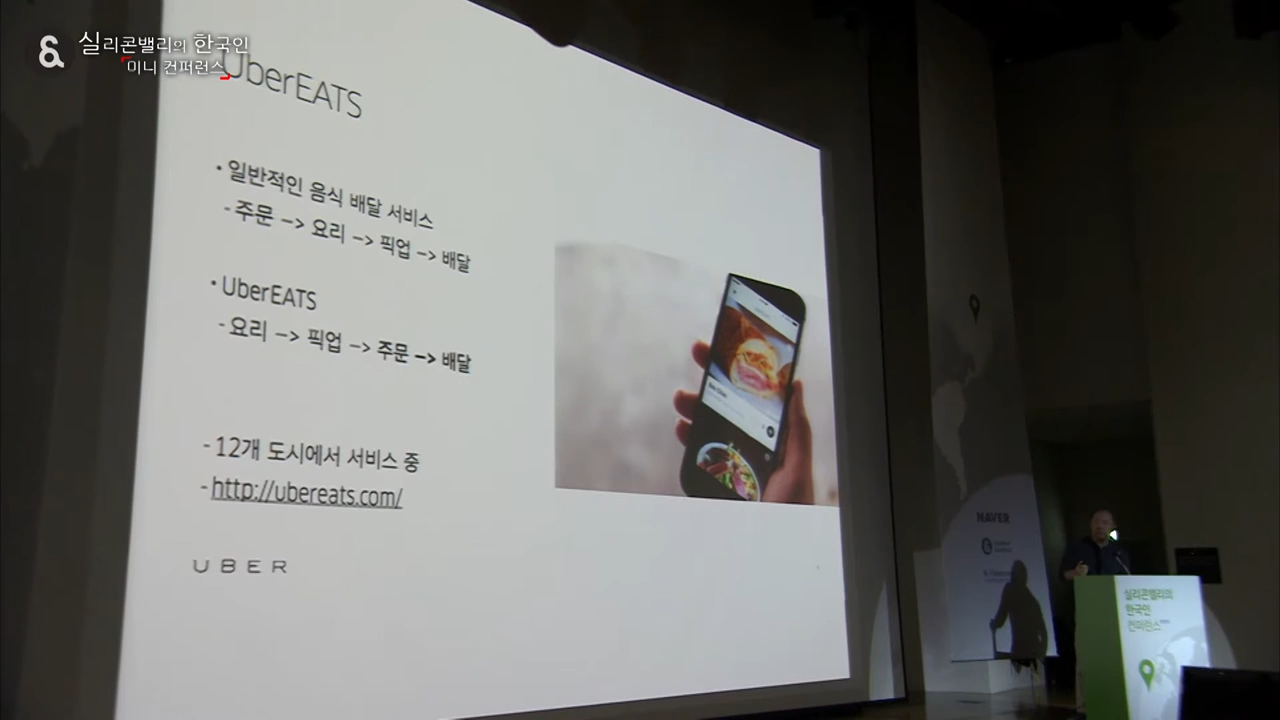 실리콘밸리의 한국인
미니 컨퍼런스
UberEATS
• 일반적인 음식 배달 서비스
- 주문 -> 요리 -> 픽업 -> 배달
• UberEATS
- 요리 -> 픽업 -> 주문 -> 배달
- 12개 도시에서 서비스 중
- http://ubereats.com/
UBER
NAVER
실리콘밸리의
한국인
컨퍼런스